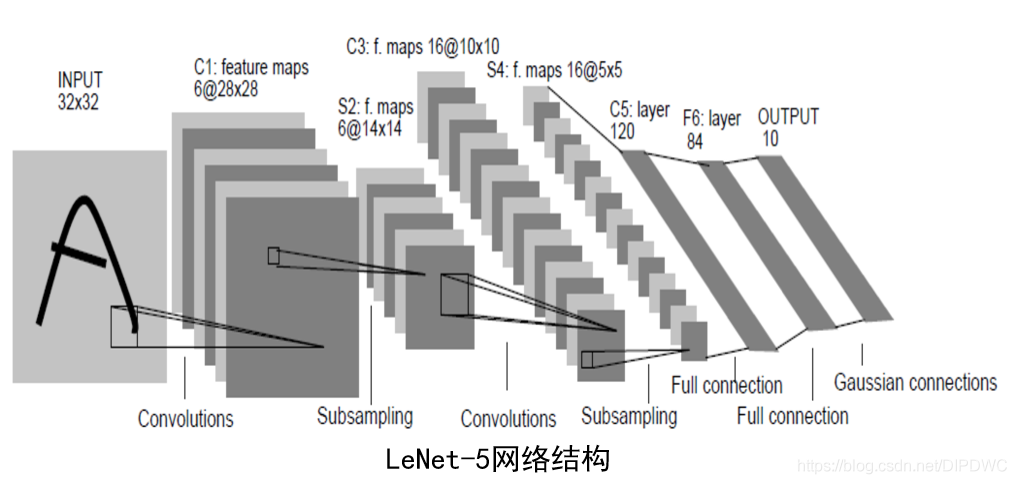 INPUT
32x32
C1: feature maps
6@28x28
C3: f. maps 16@10x10
S2: f. maps
6@14x14
S4: f. maps 16@5x5
C5: layer
120
F6: layer
84
OUTPUT
10
Convolutions
Subsampling
Convolutions
Subsampling
Full connection
Full connection
Gaussian connections
LeNet-5网络结构
https://blog.csdn.net/DIPDWC